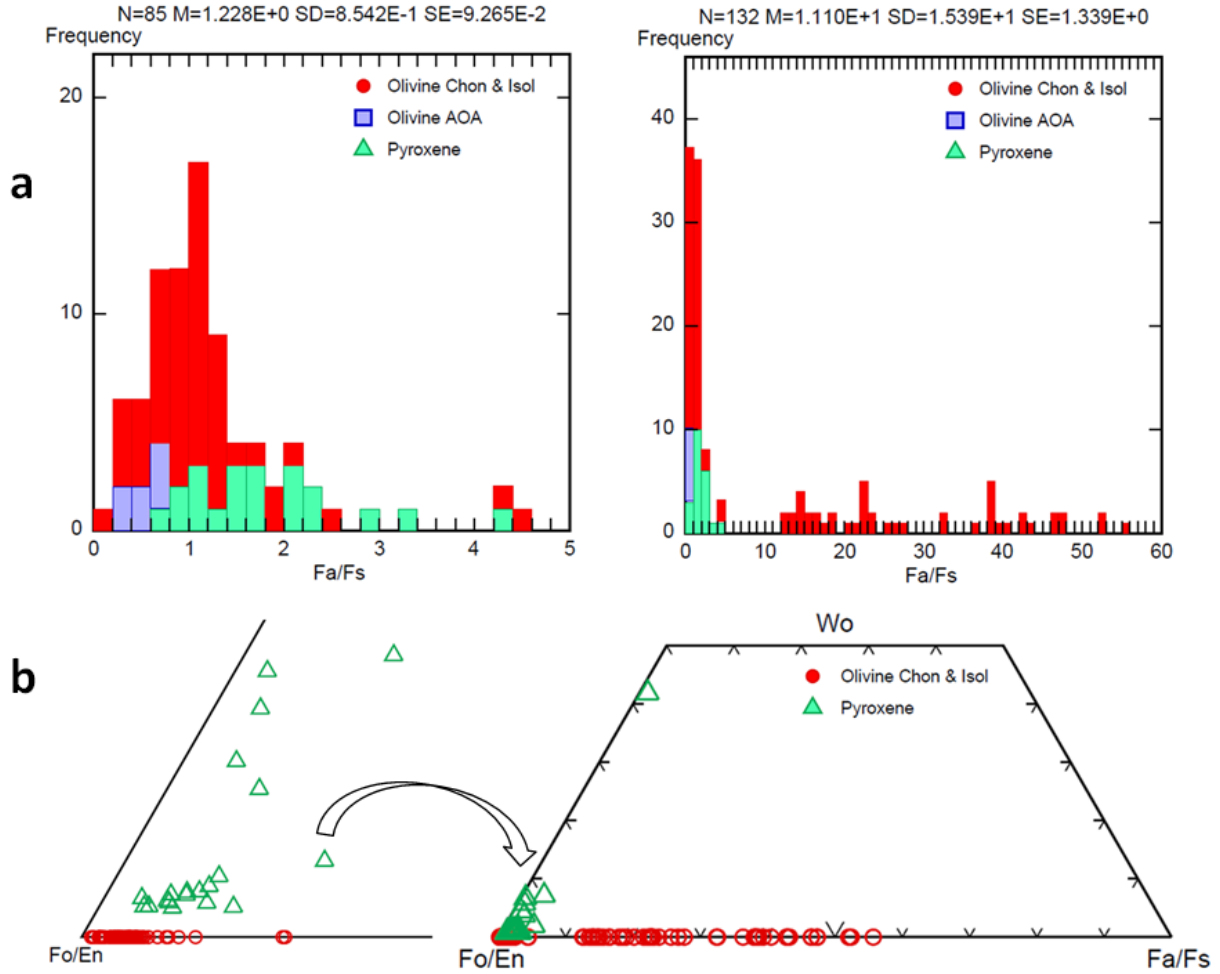 N=85 M=1.228E+0 SD=8.542E-1 SE=9.265E-2
Frequency
20
10
0
0 1 2 3 4 5
Fa/Fs
Olivine Chon & Isol
Olivine AOA
Pyroxene
a
N=132 M=1.110E+1 SD=1.539E+1 SE=1.339E+0
Frequency
40
30
20
10
0
0 10 20 30 40 50 60
Fa/Fs
Olivine Chon & Isol
Olivine AOA
Pyroxene
b
Fo/En
Wo
Olivine Chon & Isol
Pyroxene
Fo/En
Fa/Fs